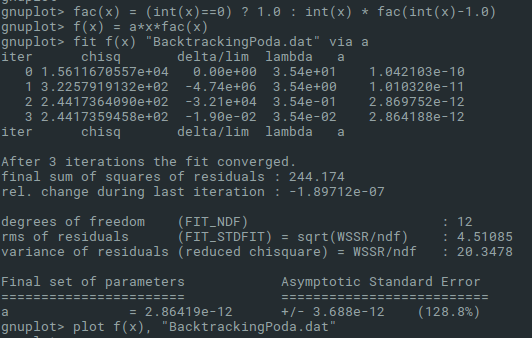 gnuplot> fac(x) = (int(x)==0) ? 1.0 : int(x) * fac(int(x)-1.0)
gnuplot> f(x) = a*x*fac(x)
gnuplot> fit f(x) "BacktrackingPoda.dat" via a
iter chisq delta/lim lambda a
0 1.5611670557e+04 0.00e+00 3.54e+01 1.042103e-10
1 3.2257919132e+02 -4.74e+06 3.54e+00 1.010320e-11
2 2.4417364090e+02 -3.21e+04 3.54e-01 2.869752e-12
3 2.4417359458e+02 -1.90e-02 3.54e-02 2.864188e-12
iter chisq delta/lim lambda a
After 3 iterations the fit converged.
final sum of squares of residuals : 244.174
rel. change during last iteration : -1.89712e-07
degrees of freedom (FIT_NDF) : 12
rms of residuals (FIT_STDFIT) = sqrt(WSSR/ndf) : 4.51085
variance of residuals (reduced chisquare) = WSSR/ndf : 20.3478
Final set of parameters Asymptotic Standard Error
======================= ==========================
a = 2.86419e-12 +/- 3.688e-12 (128.8%)
gnuplot> plot f(x), "BacktrackingPoda.dat"